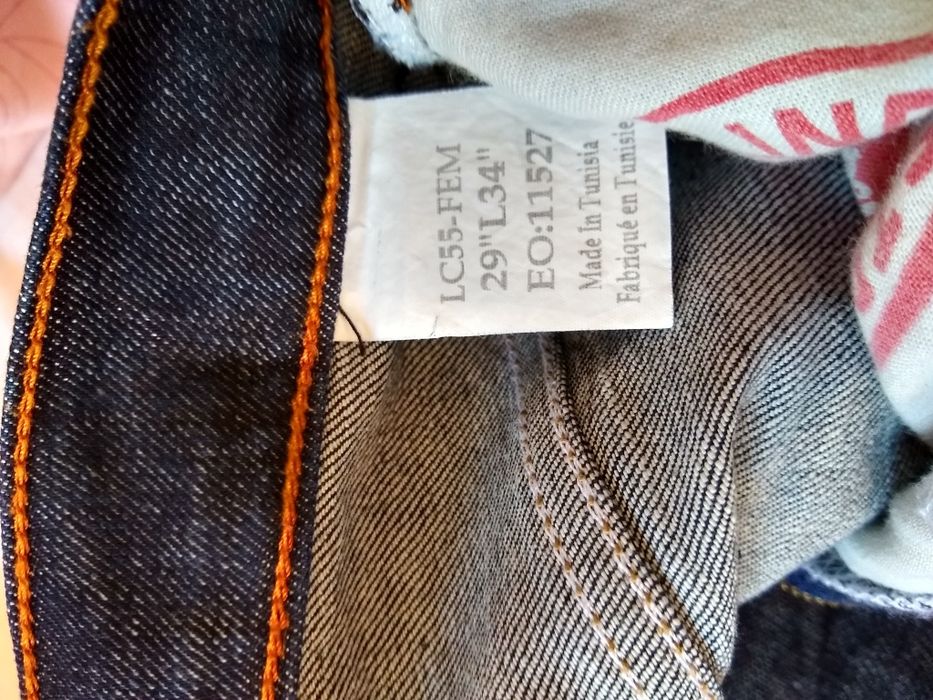 LC55-FEM
29"L34"
EO:11527
Made In Tunisia
Fabriqué en Tunisie